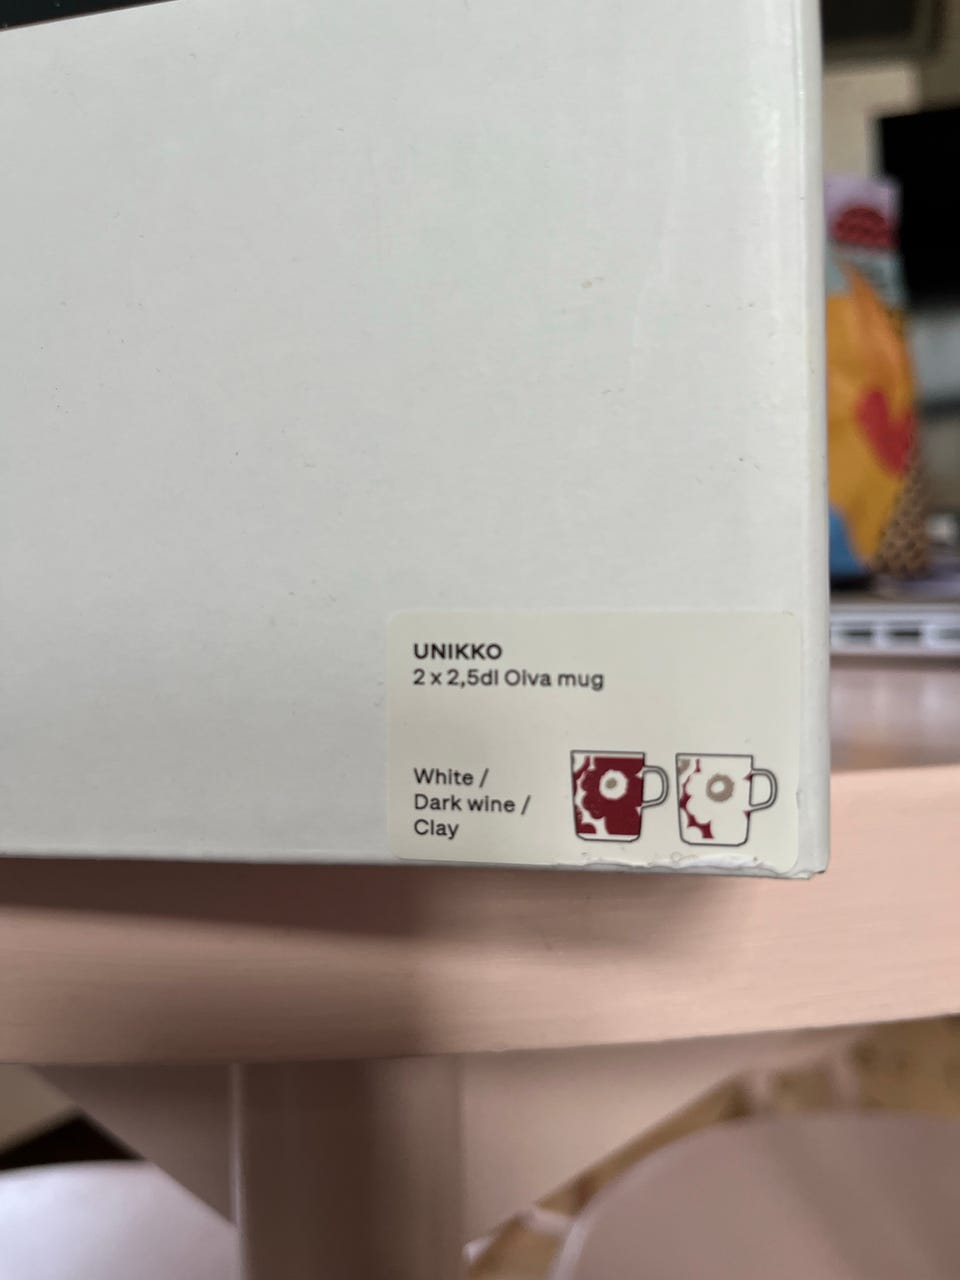 UNIKKO
2 x 2,5dl Oiva mug
White /
Dark wine /
Clay